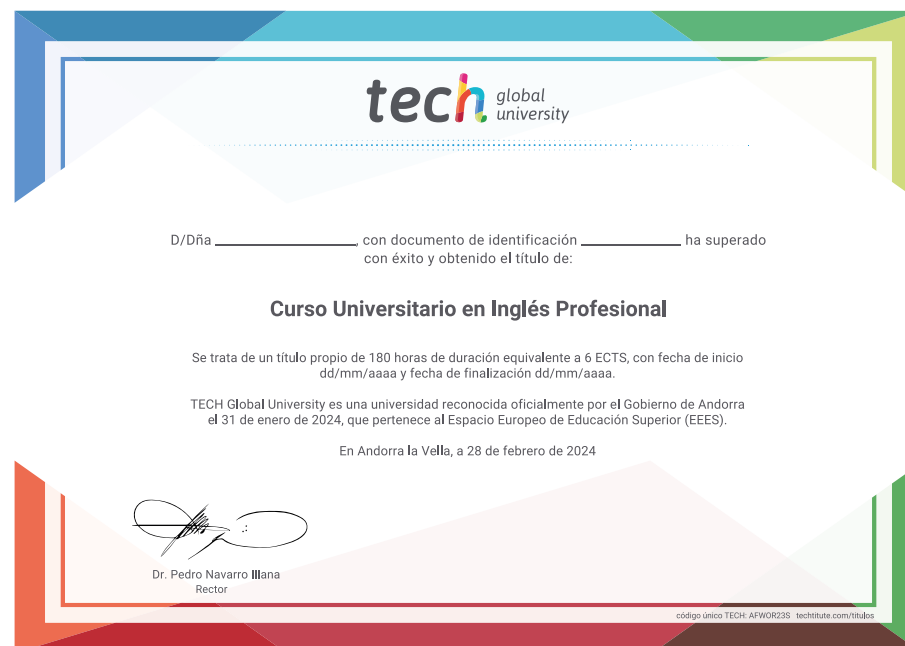 tech global
university
D/Dña ______________, con documento de identificación __________ ha superado
con éxito y obtenido el título de:
Curso Universitario en Inglés Profesional
Se trata de un título propio de 180 horas de duración equivalente a 6 ECTS, con fecha de inicio
dd/mm/aaaa y fecha de finalización dd/mm/aaaa.
TECH Global University es una universidad reconocida oficialmente por el Gobierno de Andorra
el 31 de enero de 2024, que pertenece al Espacio Europeo de Educación Superior (EEES).
En Andorra la Vella, a 28 de febrero de 2024
Dr. Pedro Navarro Illana
Rector
código único TECH: AFWOR23S techtitute.com/titulos